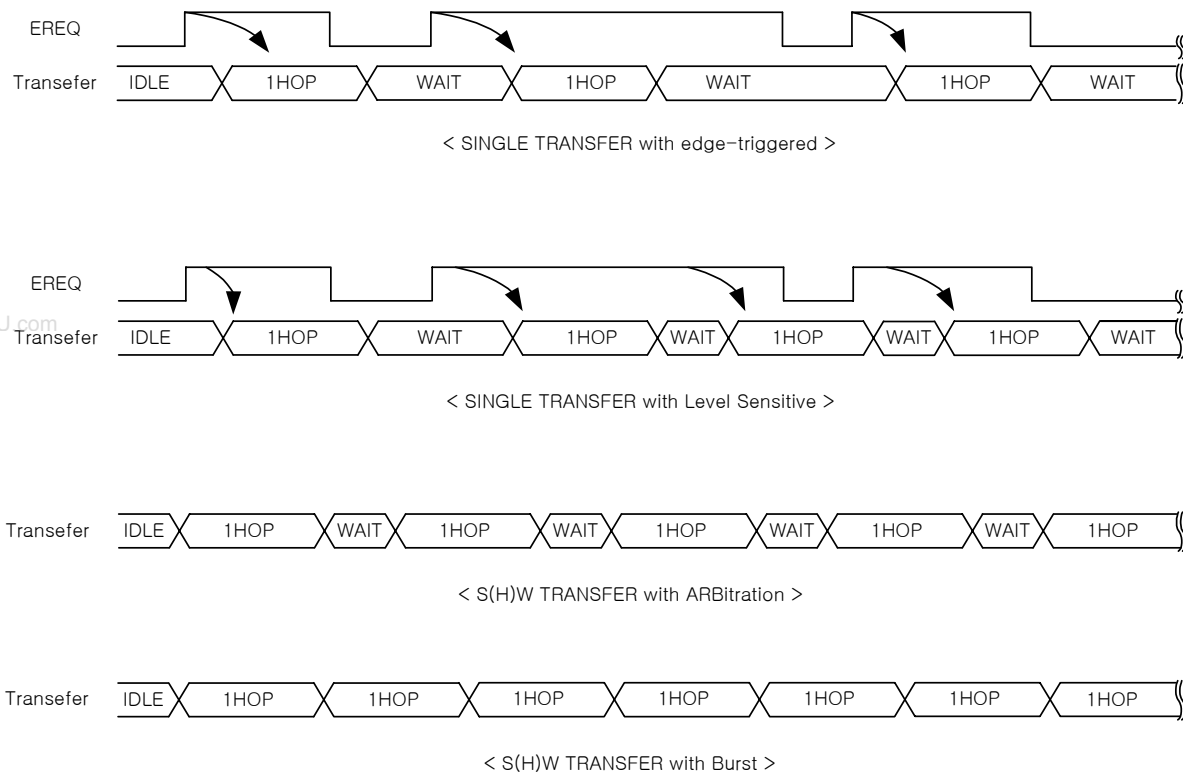 EREQ
Transefer IDLE 1HOP WAIT 1HOP WAIT 1HOP WAIT
< SINGLE TRANSFER with edge-triggered >
EREQ
J.com
Transefer IDLE 1HOP WAIT 1HOP WAIT 1HOP WAIT 1HOP WAIT
< SINGLE TRANSFER with Level Sensitive >
Transefer IDLE 1HOP WAIT 1HOP WAIT 1HOP WAIT 1HOP WAIT 1HOP
< S(H)W TRANSFER with ARBitration >
Transefer IDLE 1HOP 1HOP 1HOP 1HOP 1HOP 1HOP 1HOP
< S(H)W TRANSFER with Burst >